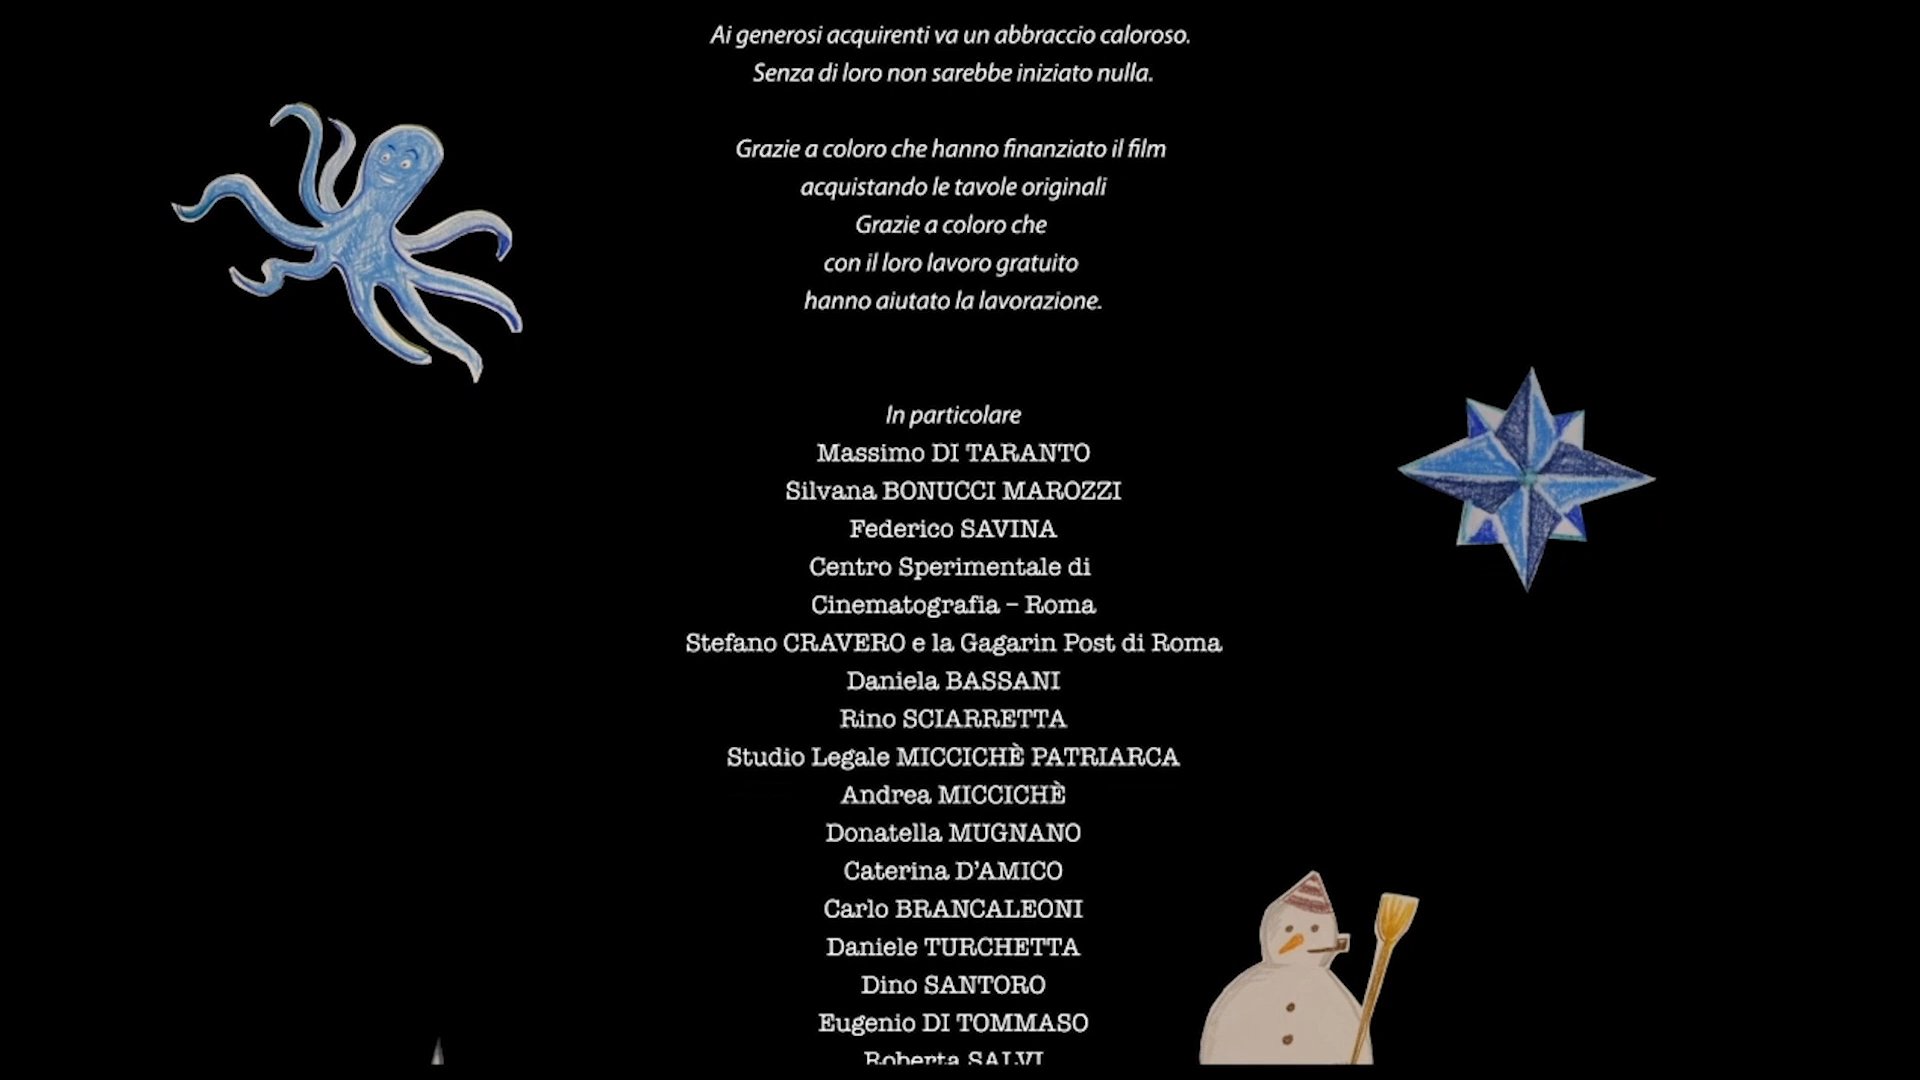 Ai generosi acquirenti va un abbraccio caloroso.
Senza di loro non sarebbe iniziato nulla.
Grazie a coloro che hanno finanziato il film
acquistando le tavole originali
Grazie a coloro che
con il loro lavoro gratuito
hanno aiutato la lavorazione.
In particolare
Massimo DI TARANTO
Silvana BONUCCI MAROZZI
Federico SAVINA
Centro Sperimentale di
Cinematografia – Roma
Stefano CRAVERO e la Gagarin Post di Roma
Daniela BASSANI
Rino SCIARRETTA
Studio Legale MICCICHÈ PATRIARCA
Andrea MICCICHÈ
Donatella MUGNANO
Caterina D’AMICO
Carlo BRANCALEONI
Daniele TURCHETTA
Dino SANTORO
Eugenio DI TOMMASO
Roberta SALVI